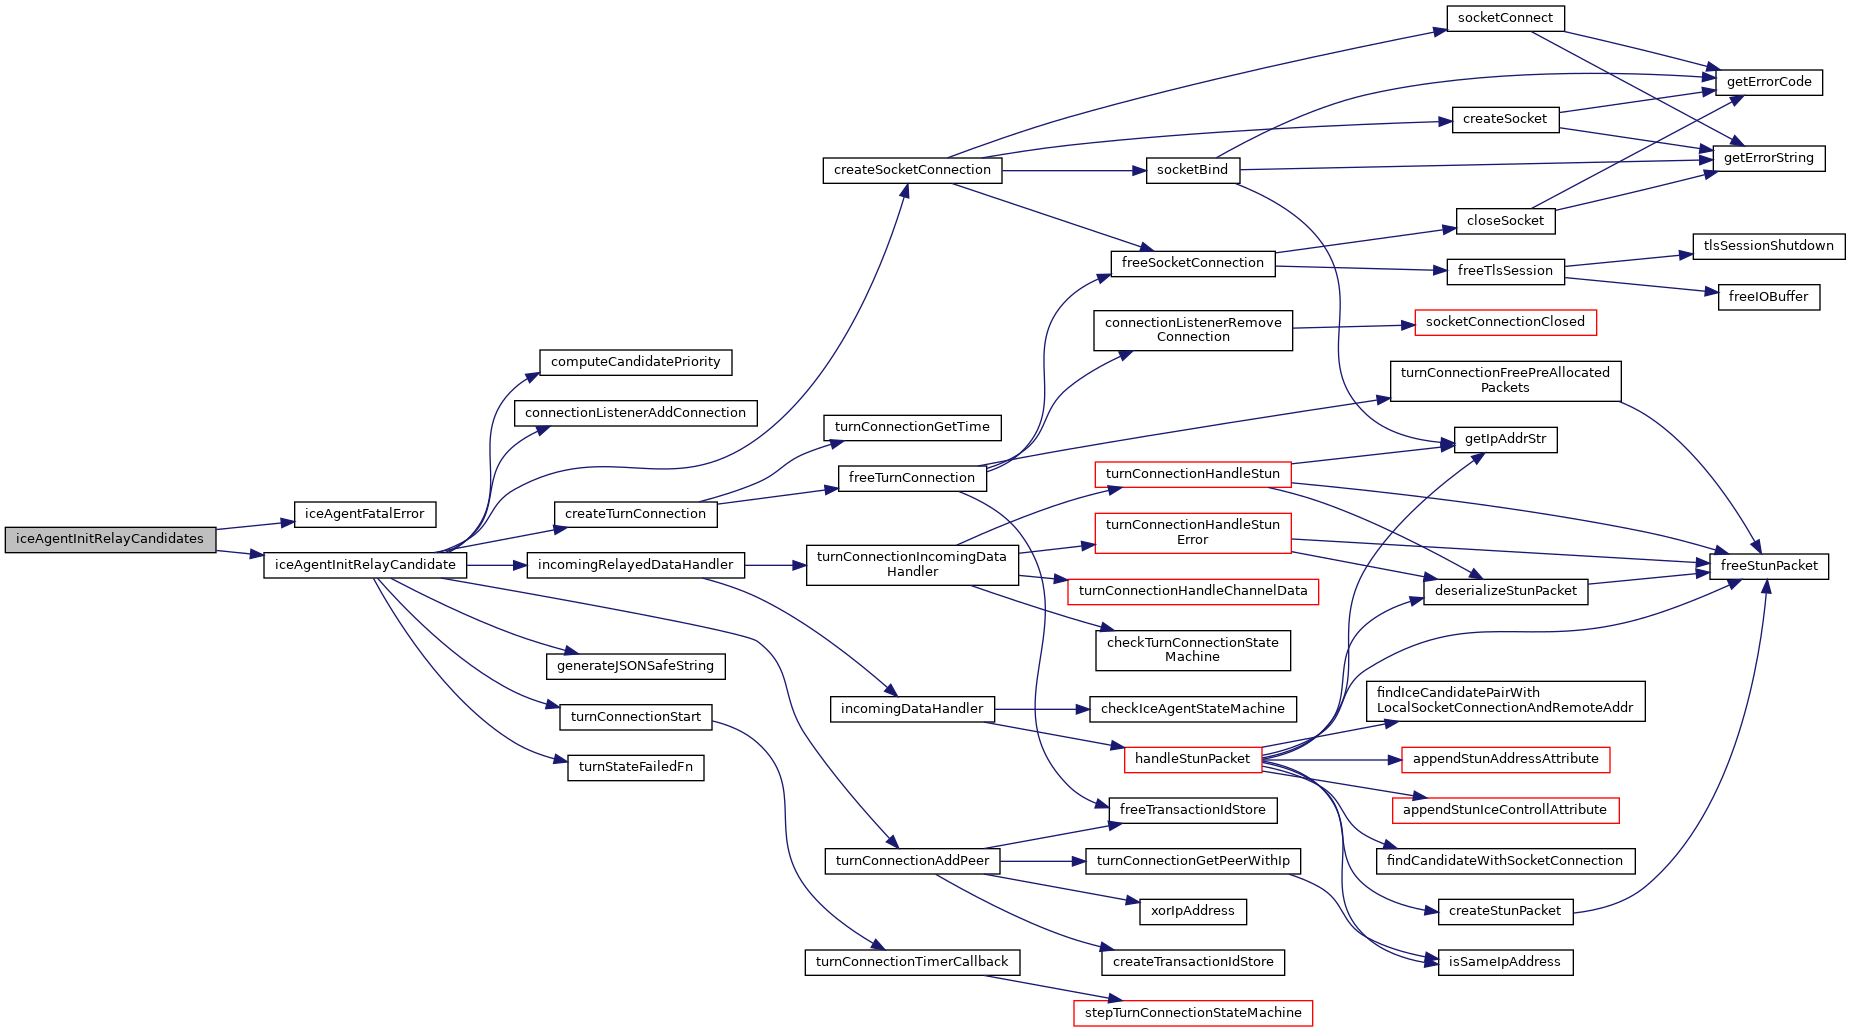 iceAgentInitRelayCandidates
iceAgentFatalError
iceAgentInitRelayCandidate
computeCandidatePriority
connectionListenerAddConnection
createTurnConnection
incomingRelayedDataHandler
generateJSONSafeString
turnConnectionStart
turnStateFailedFn
createSocketConnection
turnConnectionGetTime
freeTurnConnection
turnConnectionIncomingData
Handler
incomingDataHandler
turnConnectionAddPeer
turnConnectionTimerCallback
socketBind
freeSocketConnection
connectionListenerRemove
Connection
turnConnectionHandleStun
turnConnectionHandleStun
Error
turnConnectionHandleChannelData
checkTurnConnectionState
Machine
checkIceAgentStateMachine
handleStunPacket
freeTransactionIdStore
turnConnectionGetPeerWithIp
xorIpAddress
createTransactionIdStore
stepTurnConnectionStateMachine
socketConnect
createSocket
closeSocket
freeTlsSession
socketConnectionClosed
turnConnectionFreePreAllocated
Packets
getIpAddrStr
deserializeStunPacket
findIceCandidatePairWith
LocalSocketConnectionAndRemoteAddr
appendStunAddressAttribute
appendStunIceControllAttribute
findCandidateWithSocketConnection
createStunPacket
isSameIpAddress
getErrorCode
getErrorString
tlsSessionShutdown
freeIOBuffer
freeStunPacket